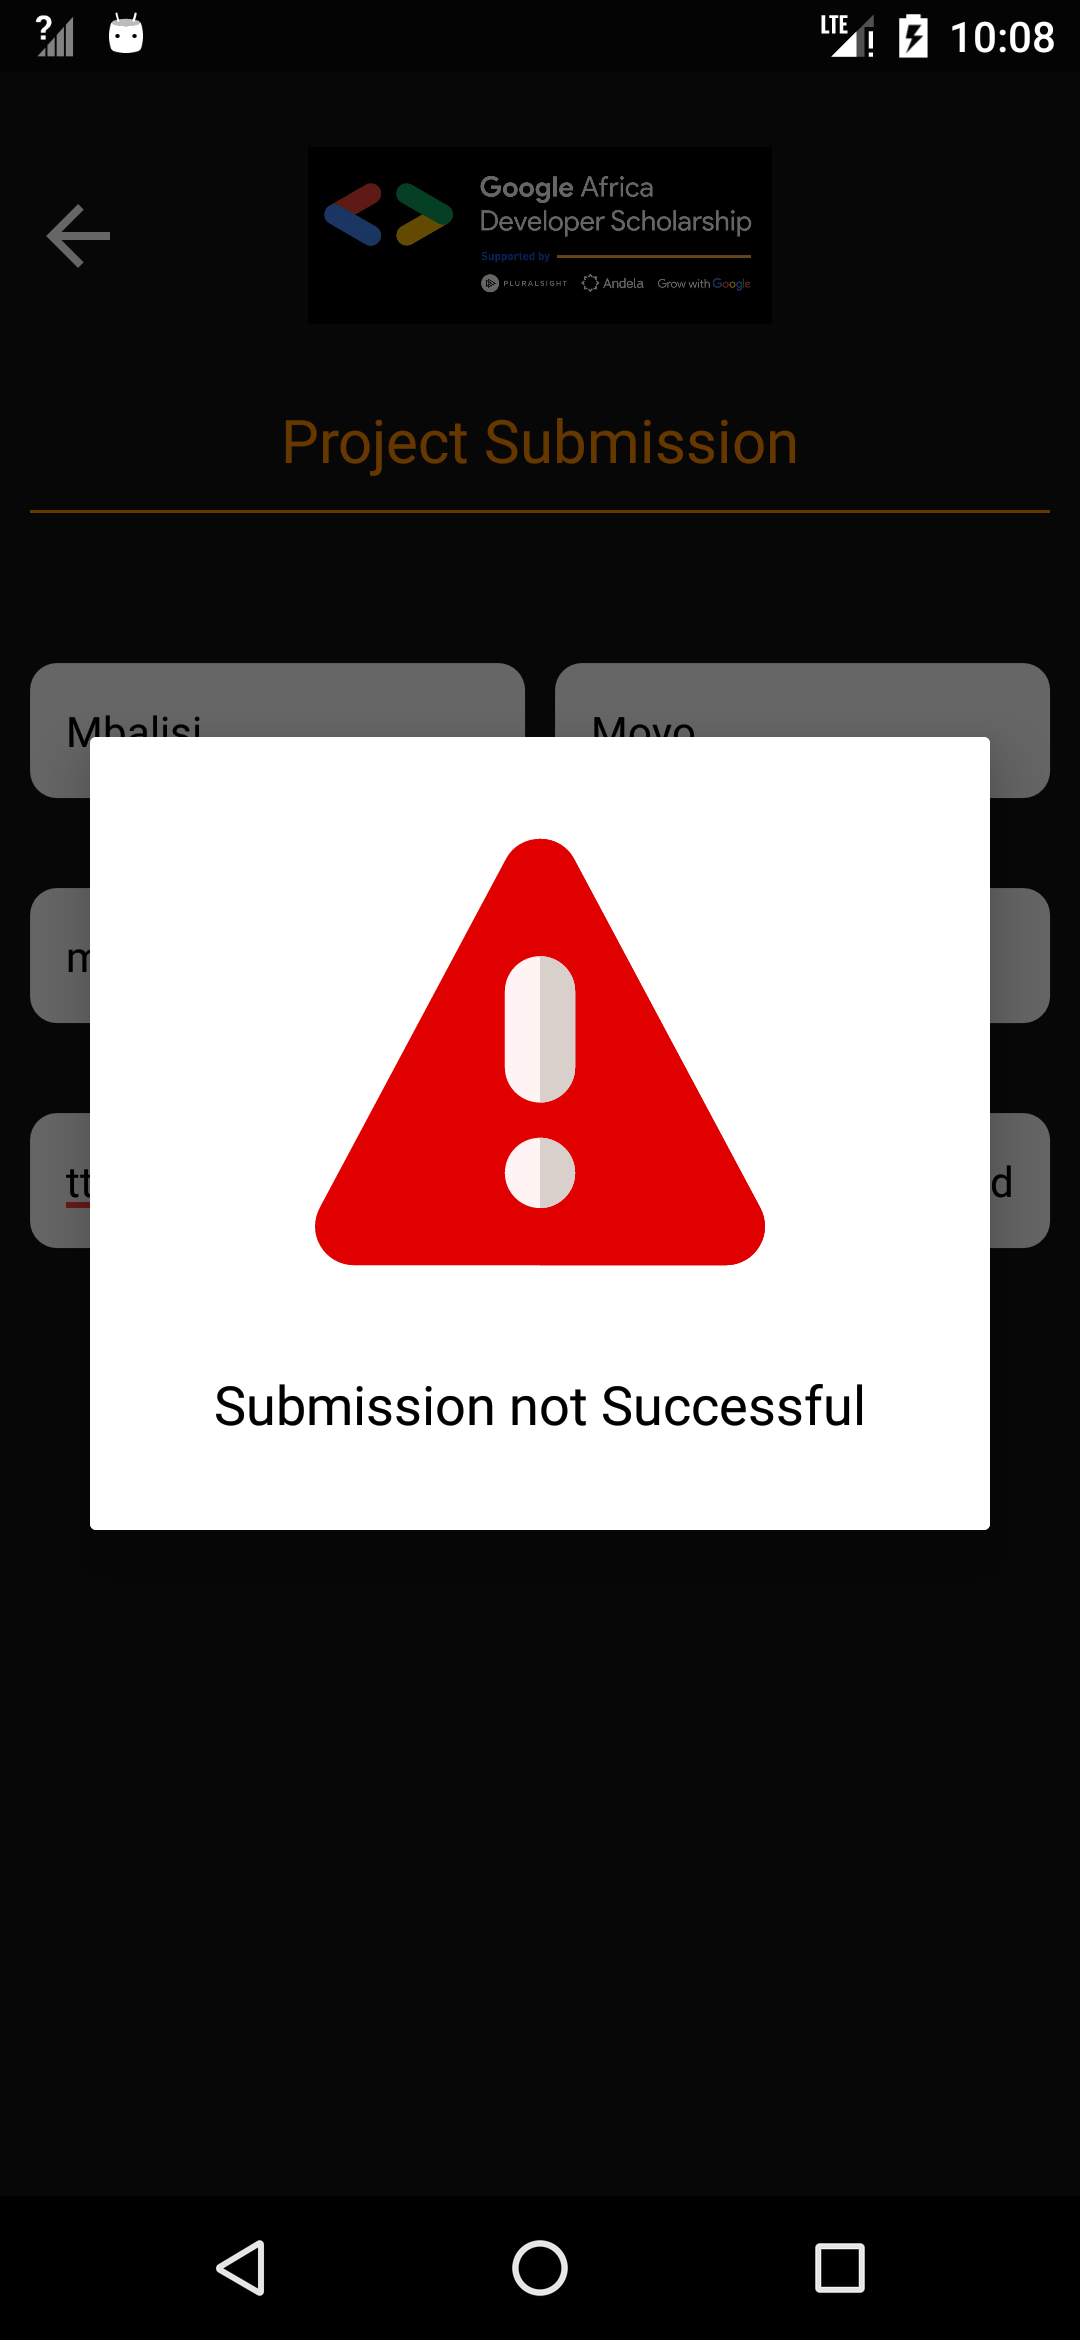 ?
LTE
10:08
Google Africa
Developer Scholarship
Supported by
PLURALSIGHT Andela Grow with Google
Project Submission
Mbalisi
Moyo
d
Submission not Successful